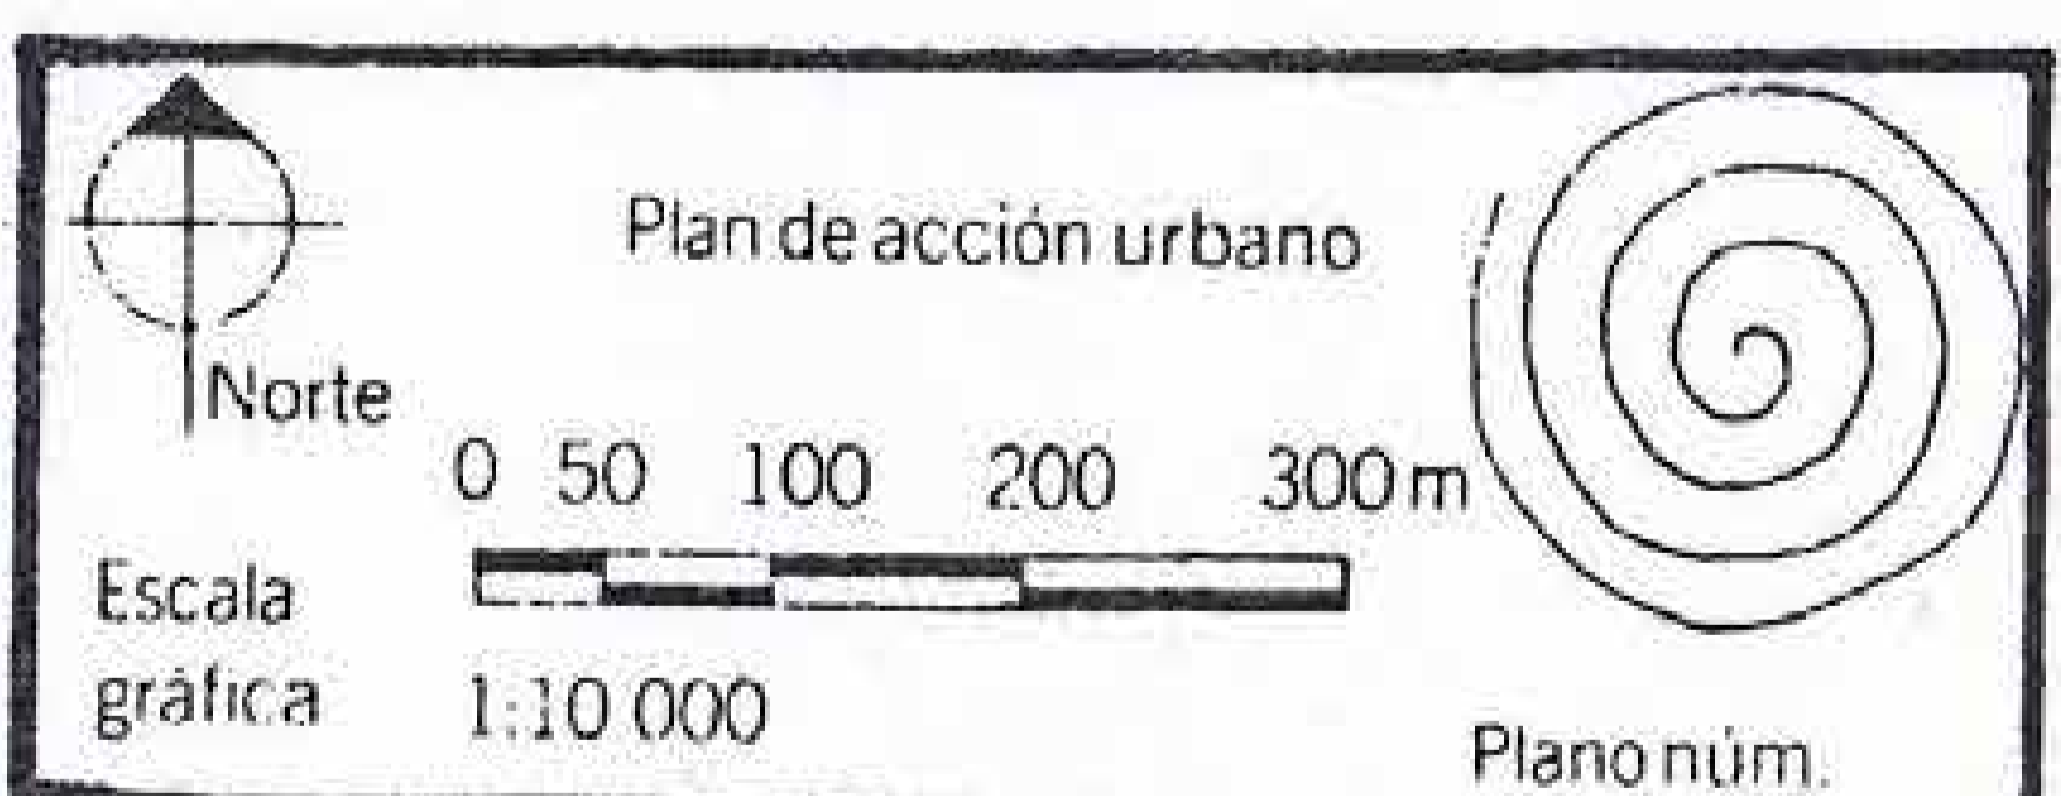 Plan de acción urbano
Norte
0 50 100 200 300 m
Escala
gráfica
1:10 000
Plano núm.